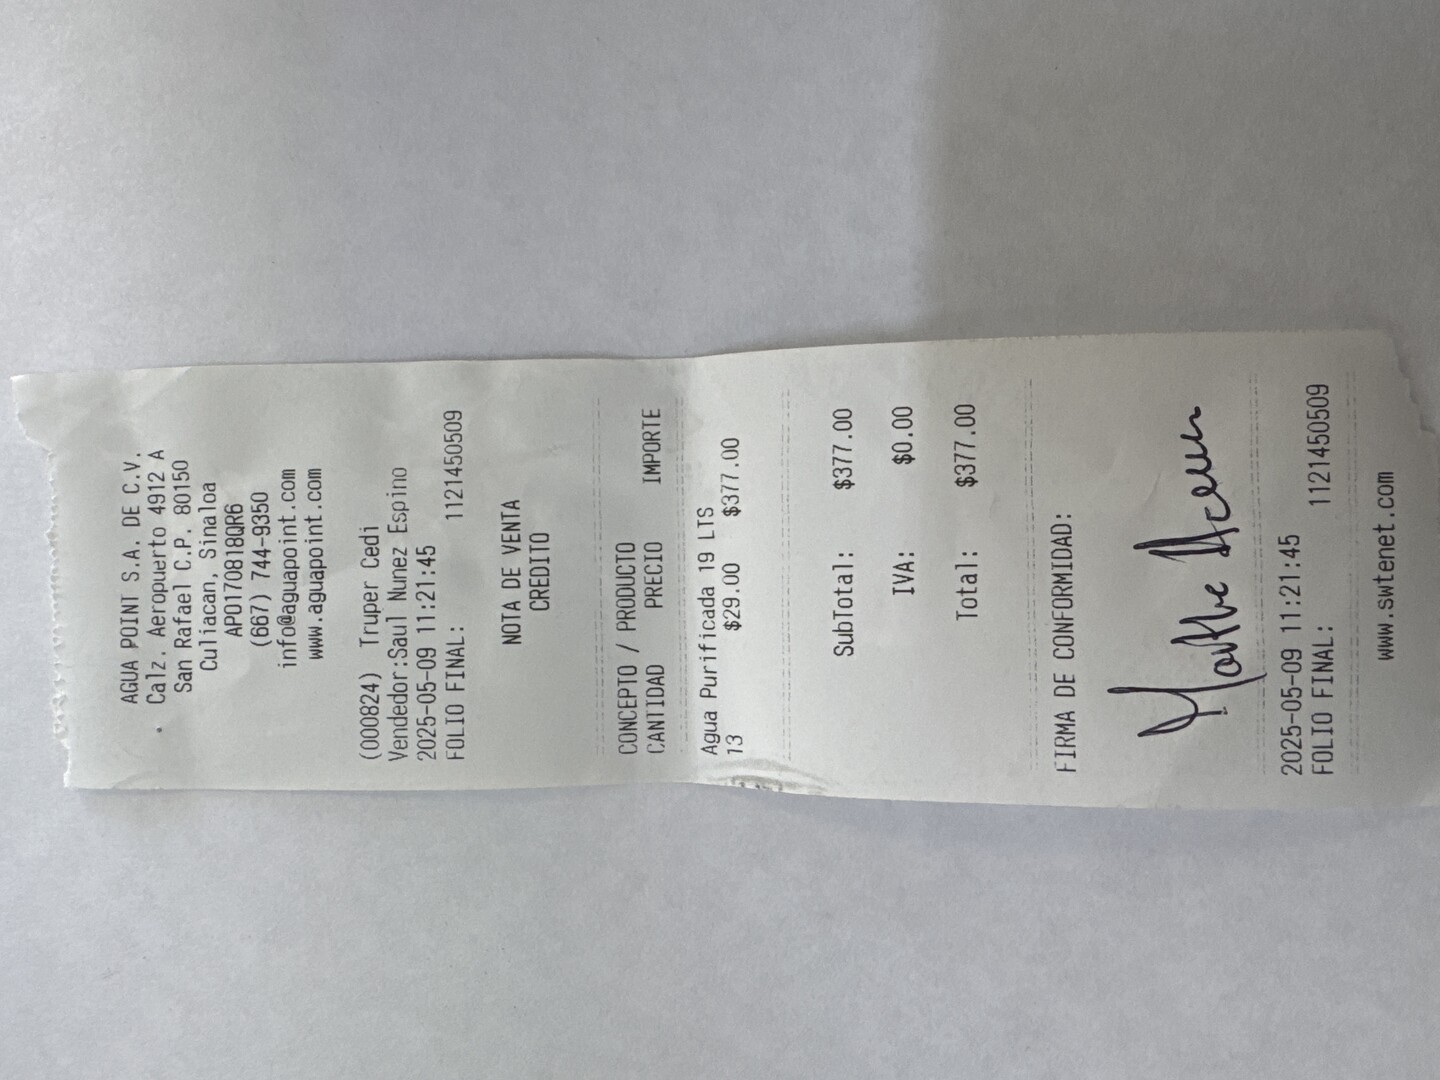 AGUA POINT S.A. DE C.V.
Calz. Aeropuerto 4912 A
San Rafael C.P. 80150
Culiacan, Sinaloa
APO170818QR6
(667) 744-9350
info@aguapoint.com
www.aguapoint.com
(000824) Truper Cedi
Vendedor:Saul Nunez Espino
2025-05-09 11:21:45
FOLIO FINAL: 1121450509
NOTA DE VENTA
CREDITO
CONCEPTO / PRODUCTO
CANTIDAD PRECIO IMPORTE
Agua Purificada 19 LTS
13 $29.00 $377.00
SubTotal: $377.00
IVA: $0.00
Total: $377.00
FIRMA DE CONFORMIDAD:
2025-05-09 11:21:45
FOLIO FINAL: 1121450509
www.swtenet.com